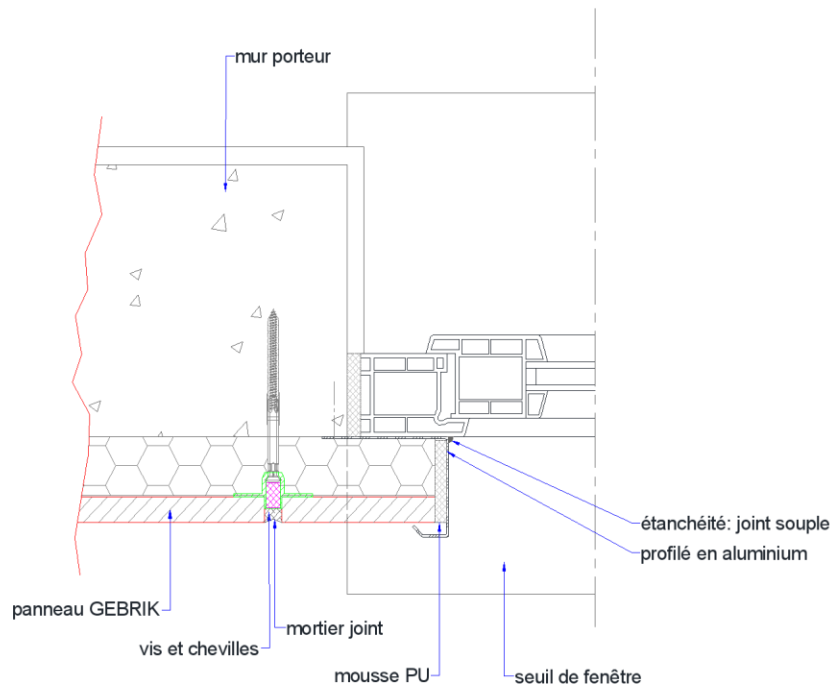 mur porteur
étanchéité: joint souple
profilé en aluminium
panneau GEBRIK
mortier joint
vis et chevilles
mousse PU
seuil de fenêtre